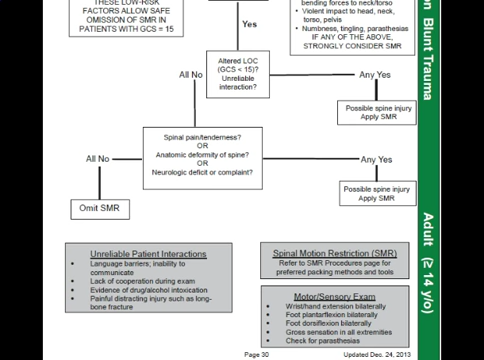 THESE LOW-RISK
FACTORS ALLOW SAFE
OMISSION OF SMR IN
PATIENTS WITH GCS = 15
Yes
bending forces to neck/torso
• Violent impact to head, neck,
torso, pelvis
• Numbness, tingling, parasthesias
IF ANY OF THE ABOVE,
STRONGLY CONSIDER SMR
All No
Altered LOC
(GCS < 15)?
Unreliable
interaction?
Any Yes
Possible spine injury
Apply SMR
All No
Spinal pain/tenderness?
OR
Anatomic deformity of spine?
OR
Neurologic deficit or complaint?
Any Yes
Omit SMR
Possible spine injury
Apply SMR
Unreliable Patient Interactions
• Language barriers; inability to
communicate
• Lack of cooperation during exam
• Evidence of drug/alcohol intoxication
• Painful distracting injury such as long-
bone fracture
Spinal Motion Restriction (SMR)
Refer to SMR Procedures page for
preferred packing methods and tools
Motor/Sensory Exam
• Wrist/hand extension bilaterally
• Foot plantarflexion bilaterally
• Foot dorsiflexion bilaterally
• Gross sensation in all extremities
• Check for parasthesias
Page 30
Updated Dec. 24, 2013
on Blunt Trauma
Adult (≥ 14 y/o)